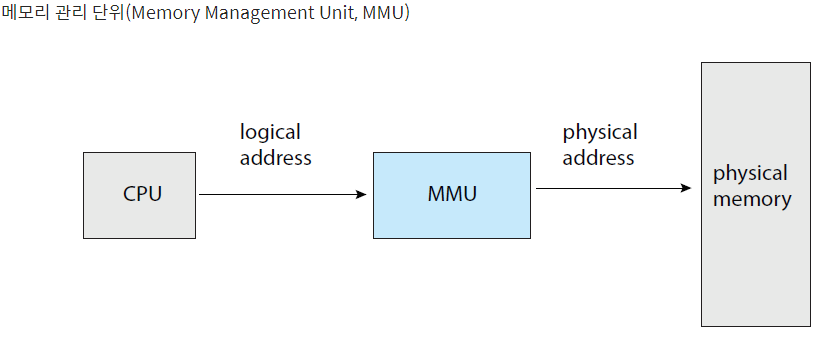 메모리 관리 단위(Memory Management Unit, MMU)
logical
address
physical
address
CPU
MMU
physical
memory